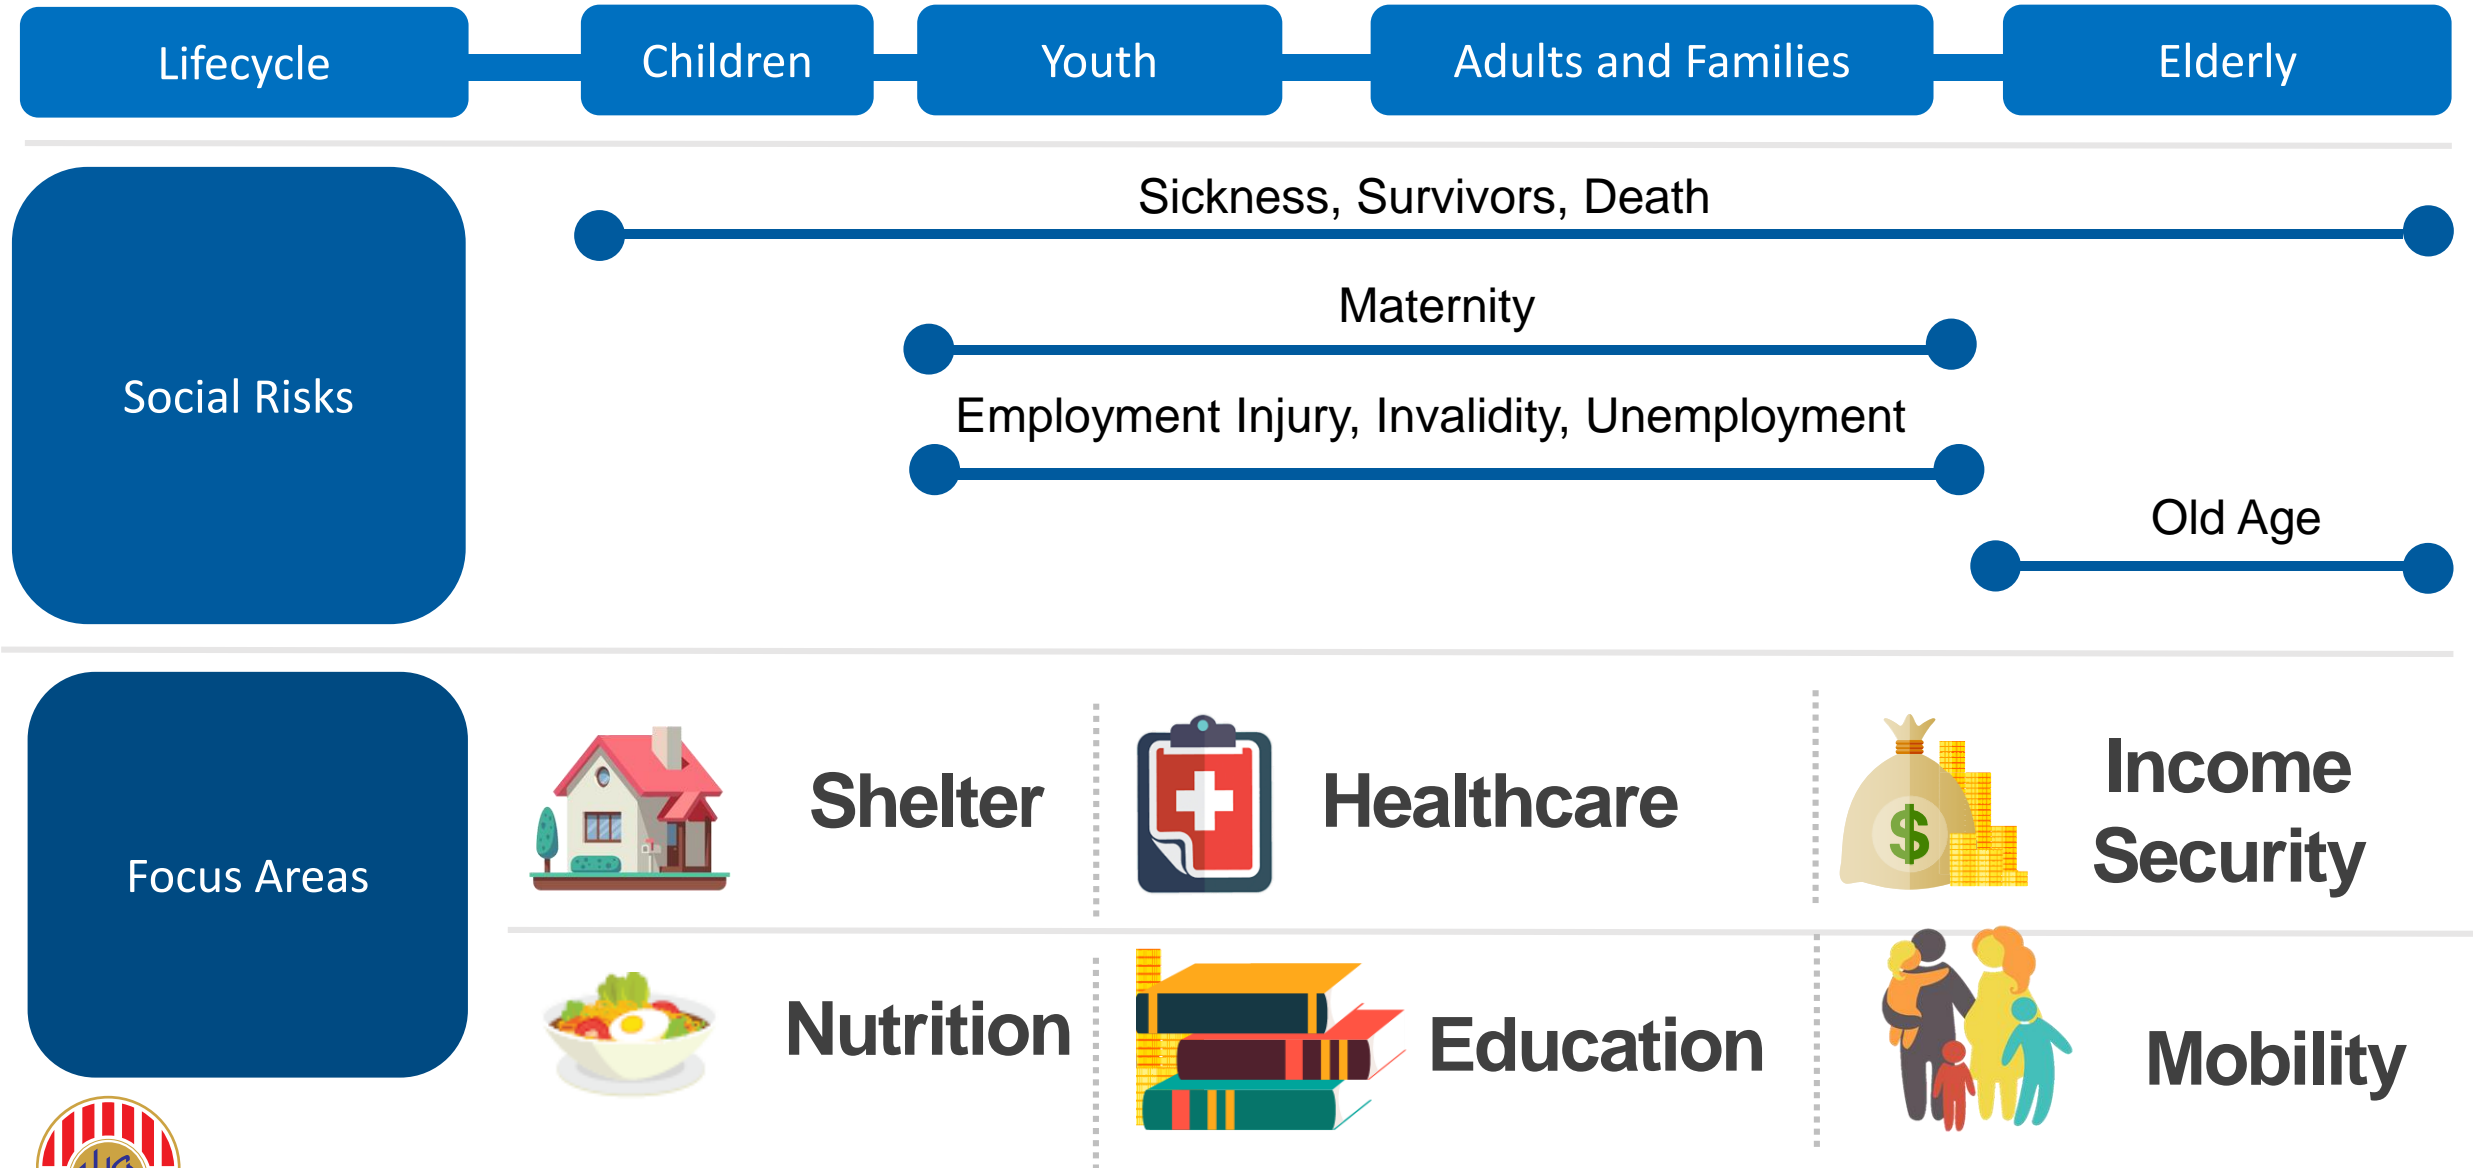 Lifecycle
Children
Youth
Adults and Families
Elderly
Social Risks
Sickness, Survivors, Death
Maternity
Employment Injury, Invalidity, Unemployment
Old Age
Focus Areas
Shelter
Healthcare
$
Income
Security
Nutrition
Education
Mobility